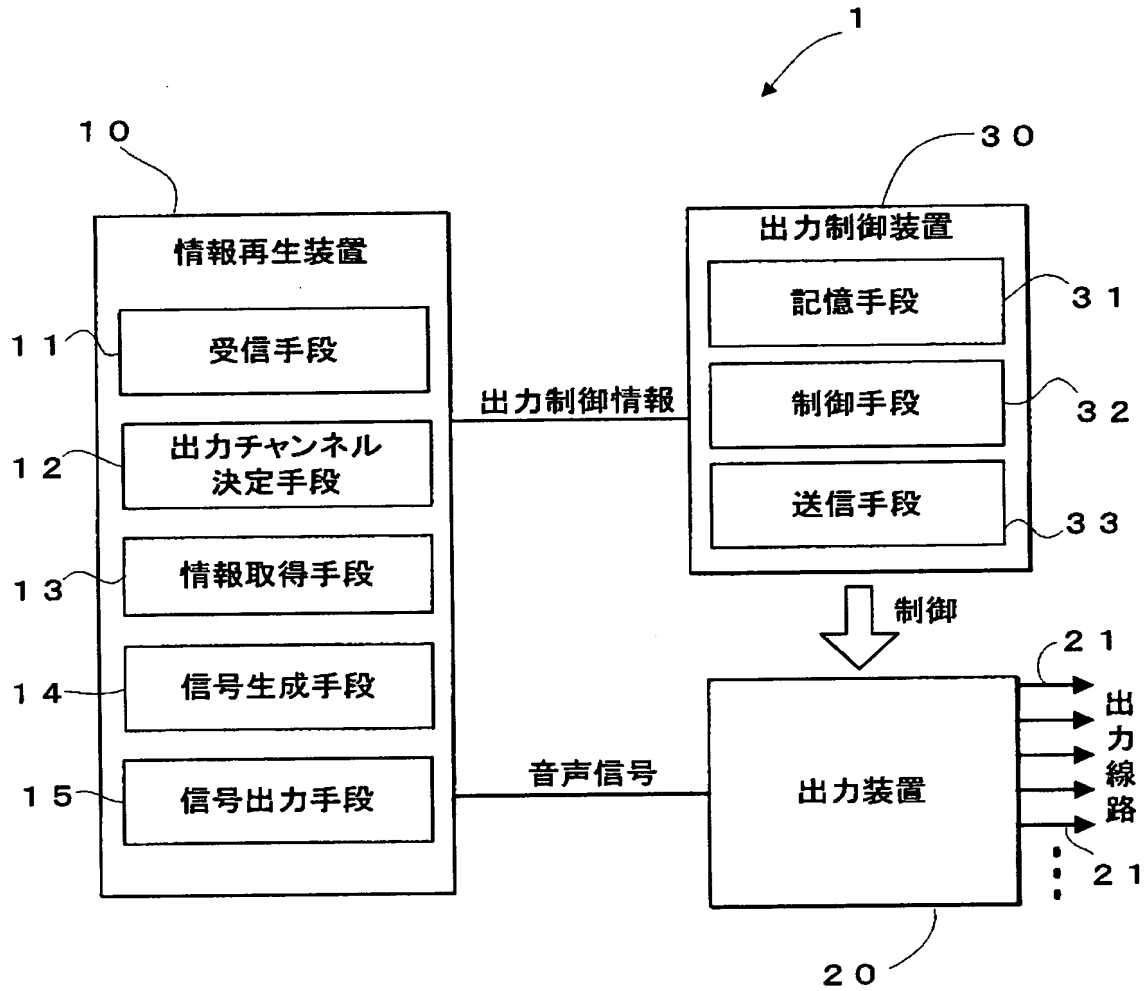 1
10
情報再生装置
11
受信手段
12
出力チャンネル
決定手段
13
情報取得手段
14
信号生成手段
15
信号出力手段
出力制御情報
音声信号
30
出力制御装置
記憶手段
31
制御手段
32
送信手段
33
制御
出力装置
20
21
出力線路
21